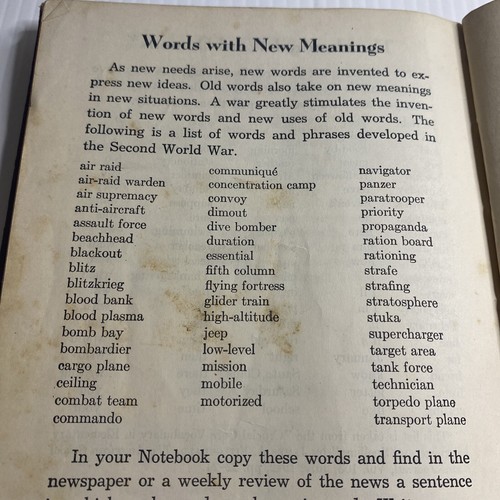 Words with New Meanings
As new needs arise, new words are invented to ex-
press new ideas. Old words also take on new meanings
in new situations. A war greatly stimulates the inven-
tion of new words and new uses of old words. The
following is a list of words and phrases developed in
the Second World War.
air raid
air-raid warden
air supremacy
anti-aircraft
assault force
beachhead
blackout
blitz
blitzkrieg
blood bank
blood plasma
bomb bay
bombardier
cargo plane
ceiling
combat team
commando
communiqué
concentration camp
convoy
dimout
dive bomber
duration
essential
fifth column
flying fortress
glider train
high-altitude
jeep
low-level
mission
mobile
motorized
navigator
panzer
paratrooper
priority
propaganda
ration board
rationing
strafe
strafing
stratosphere
stuka
supercharger
target area
tank force
technician
torpedo plane
transport plane
In your Notebook copy these words and find in the
newspaper or a weekly review of the news a sentence